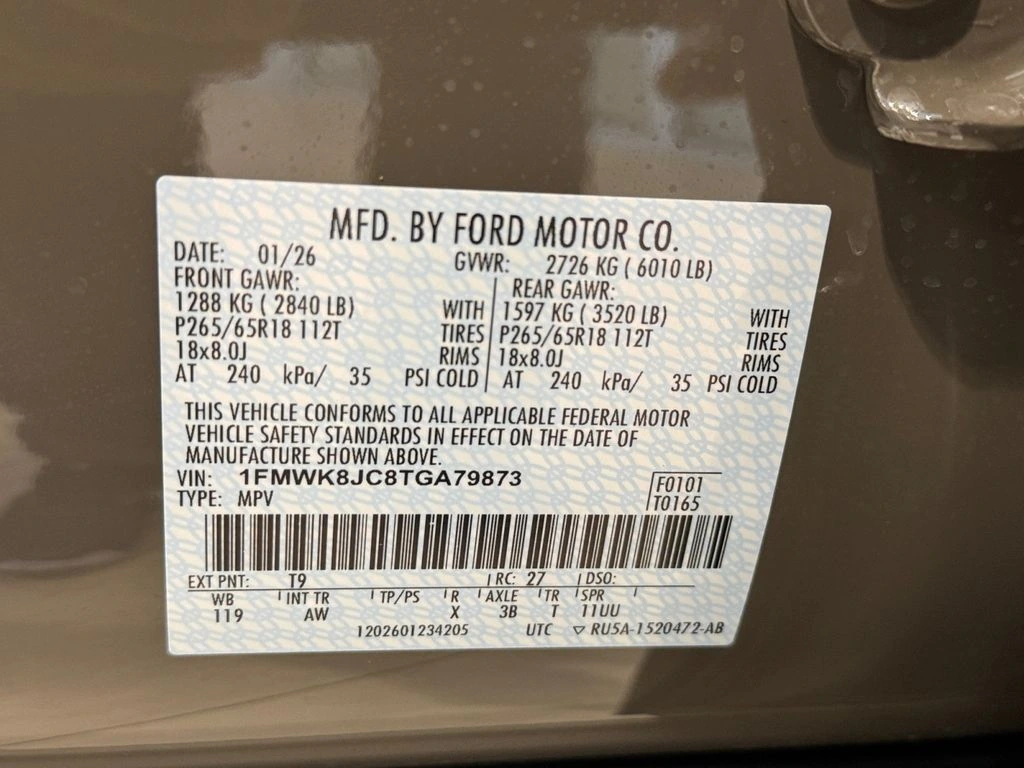 MFD. BY FORD MOTOR CO.
DATE: 01/26 GVWR: 2726 KG ( 6010 LB)
FRONT GAWR: REAR GAWR:
1288 KG ( 2840 LB) WITH 1597 KG ( 3520 LB) WITH
P265/65R18 112T TIRES P265/65R18 112T TIRES
18x8.0J RIMS 18x8.0J RIMS
AT 240 kPa/ 35 PSI COLD AT 240 kPa/ 35 PSI COLD
THIS VEHICLE CONFORMS TO ALL APPLICABLE FEDERAL MOTOR
VEHICLE SAFETY STANDARDS IN EFFECT ON THE DATE OF
MANUFACTURE SHOWN ABOVE.
VIN: 1FMWK8JC8TGA79873 F0101
TYPE: MPV T0165
EXT PNT: T9 RC: 27 DSO:
WB INT TR TP/PS R AXLE TR SPR
119 AW X 3B T 11UU
1202601234205 UTC ▽ RU5A-1520472-AB